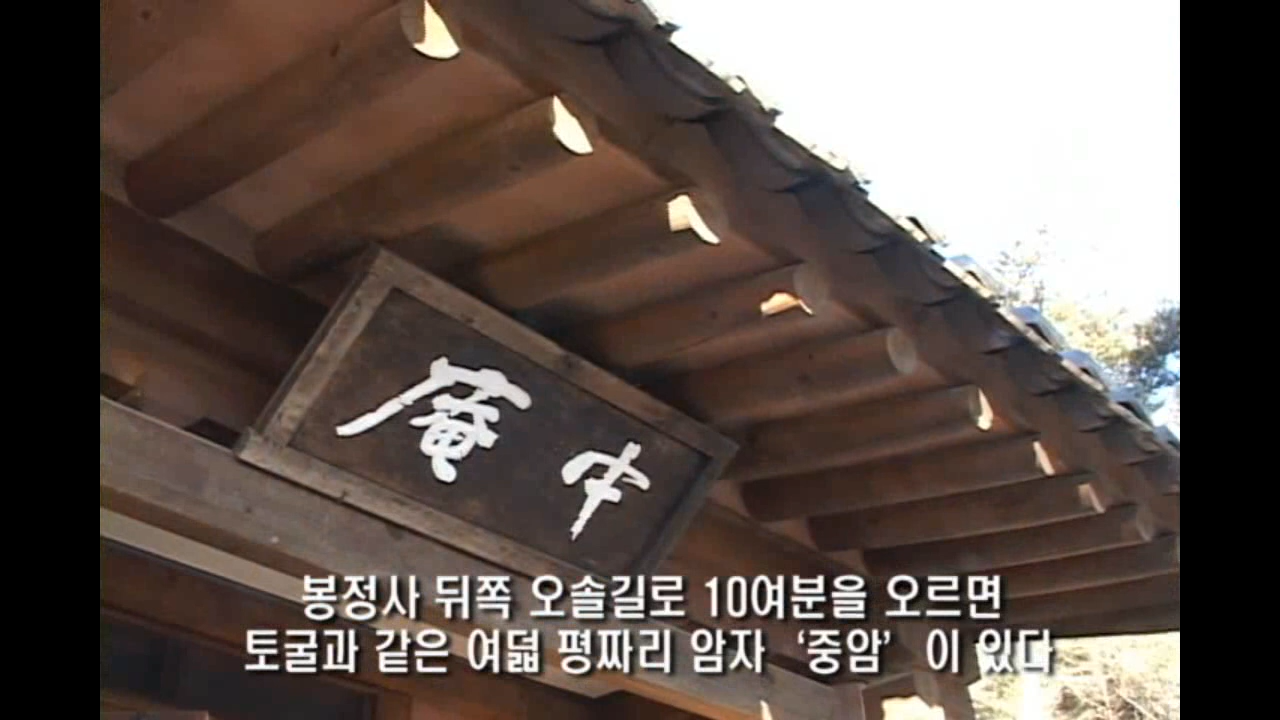 中庵
봉정사 뒤쪽 오솔길로 10여분을 오르면
토굴과 같은 여덟 평짜리 암자 ‘중암’ 이 있다